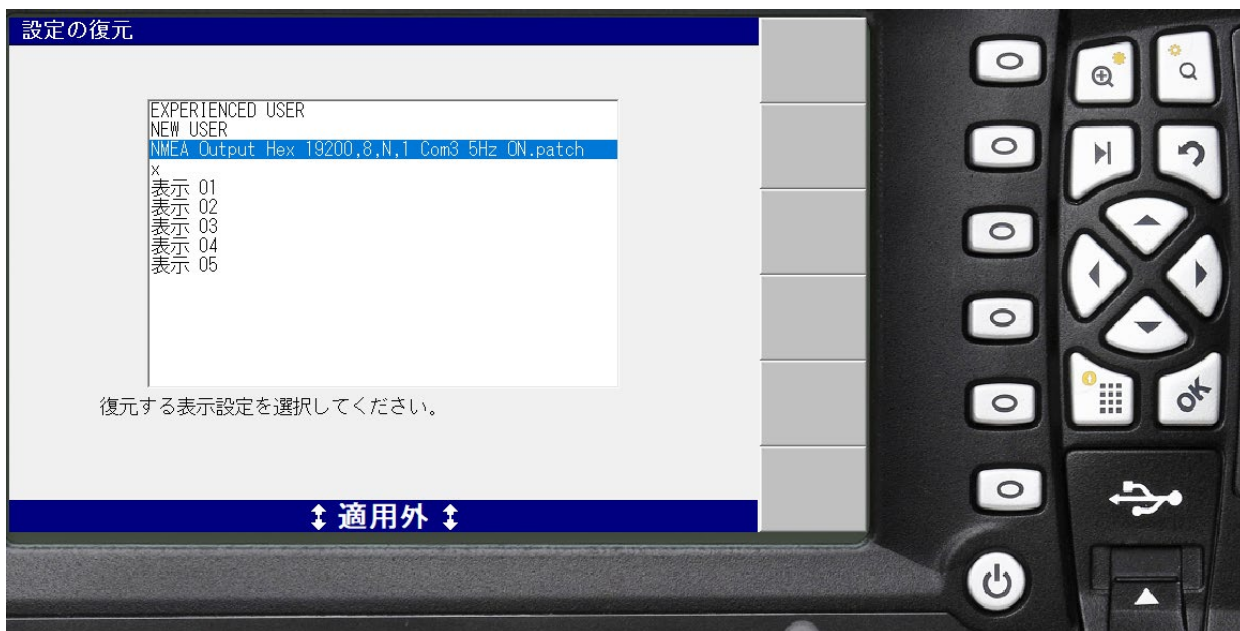 設定の復元
EXPERIENCED USER
NEW USER
NMEA Output Hex 19200,8,N,1 Com3 5Hz ON.patch
x
表示 01
表示 02
表示 03
表示 04
表示 05
復元する表示設定を選択してください。
適用外
OK